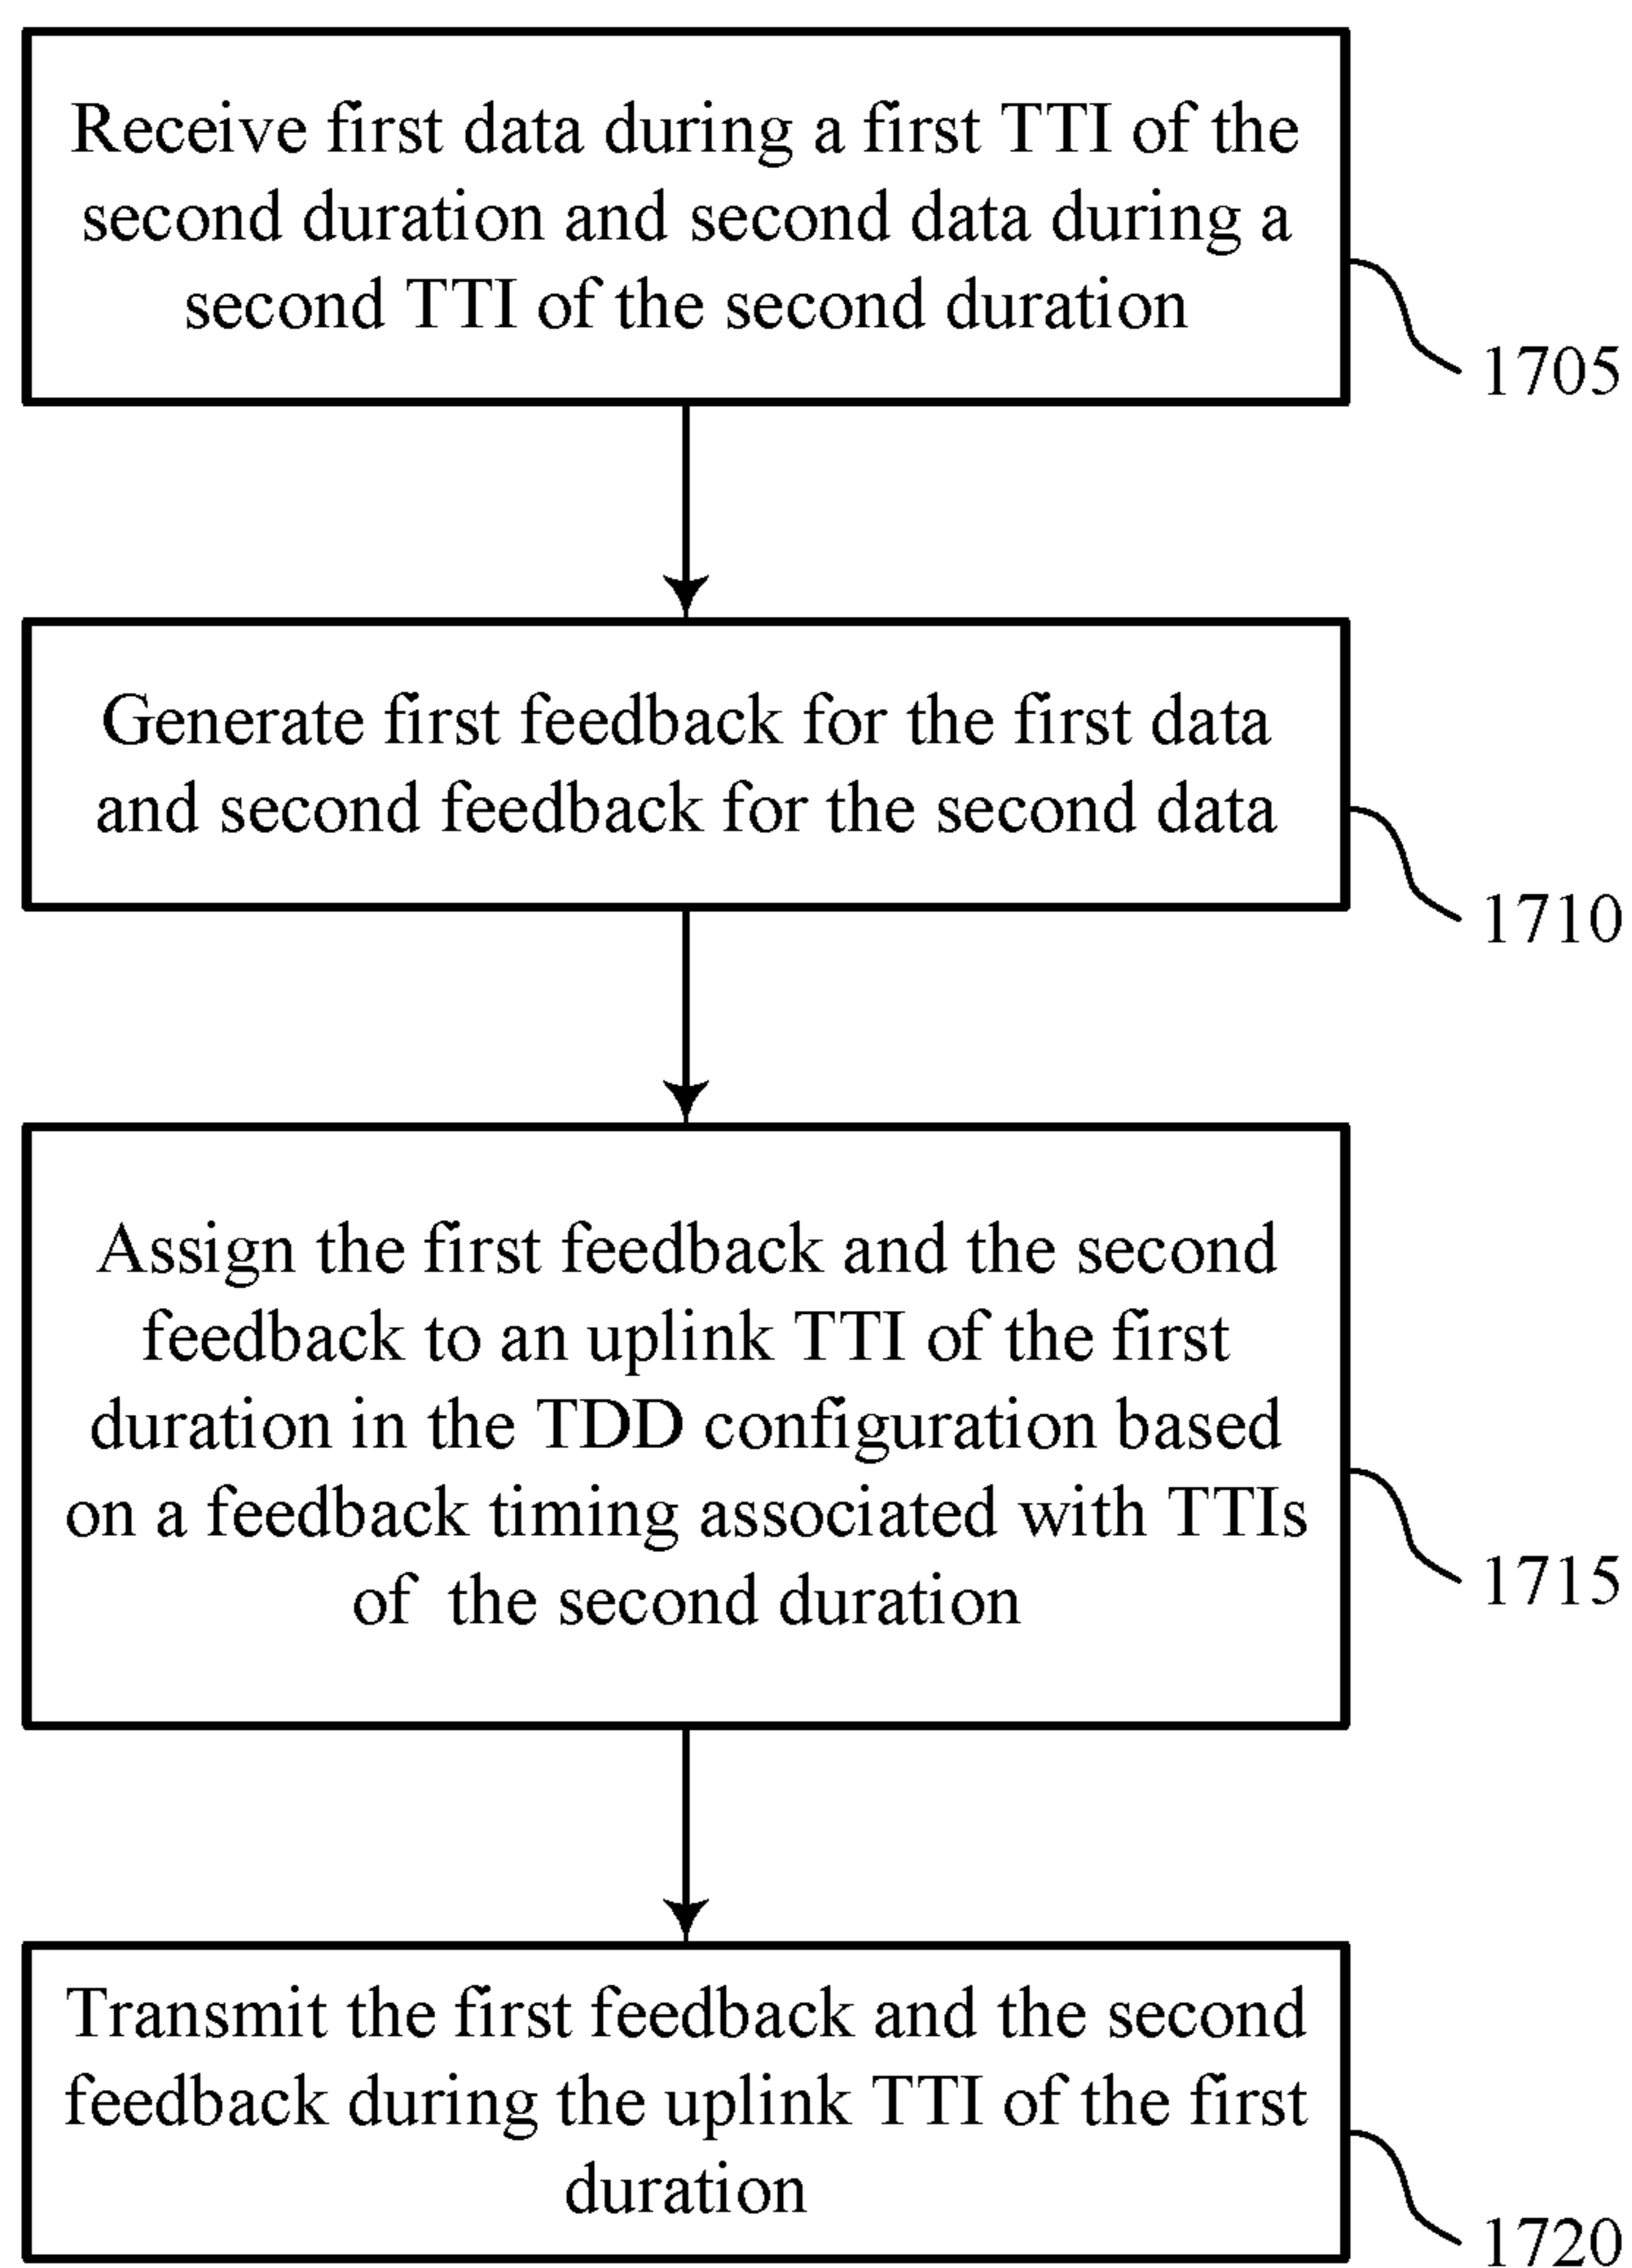 Receive first data during a first TTI of the
second duration and second data during a
second TTI of the second duration
1705
Generate first feedback for the first data
and second feedback for the second data
1710
Assign the first feedback and the second
feedback to an uplink TTI of the first
duration in the TDD configuration based
on a feedback timing associated with TTIs
of the second duration
1715
Transmit the first feedback and the second
feedback during the uplink TTI of the first
duration
1720